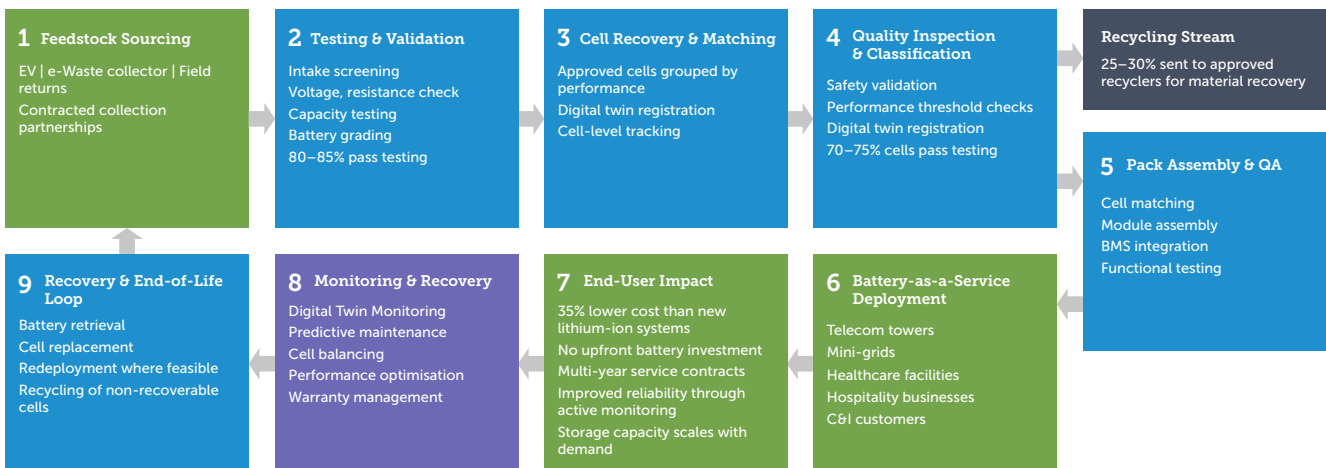 1 Feedstock Sourcing
EV | e-Waste collector | Field
returns
Contracted collection
partnerships
2 Testing & Validation
Intake screening
Voltage, resistance check
Capacity testing
Battery grading
80–85% pass testing
3 Cell Recovery & Matching
Approved cells grouped by
performance
Digital twin registration
Cell-level tracking
4 Quality Inspection
& Classification
Safety validation
Performance threshold checks
Digital twin registration
70–75% cells pass testing
Recycling Stream
25–30% sent to approved
recyclers for material recovery
5 Pack Assembly & QA
Cell matching
Module assembly
BMS integration
Functional testing
6 Battery-as-a-Service
Deployment
Telecom towers
Mini-grids
Healthcare facilities
Hospitality businesses
C&I customers
7 End-User Impact
35% lower cost than new
lithium-ion systems
No upfront battery investment
Multi-year service contracts
Improved reliability through
active monitoring
Storage capacity scales with
demand
8 Monitoring & Recovery
Digital Twin Monitoring
Predictive maintenance
Cell balancing
Performance optimisation
Warranty management
9 Recovery & End-of-Life
Loop
Battery retrieval
Cell replacement
Redeployment where feasible
Recycling of non-recoverable
cells